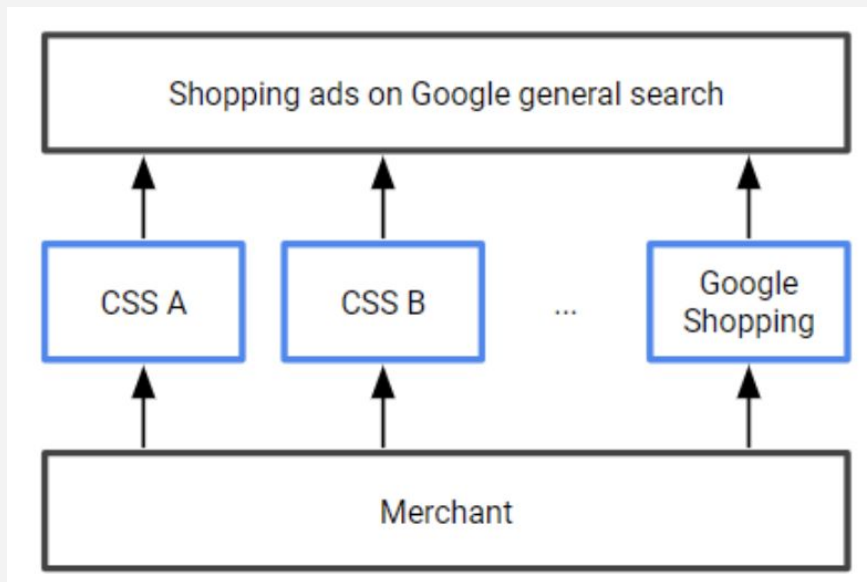 Shopping ads on Google general search
CSS A
CSS B
...
Google
Shopping
Merchant